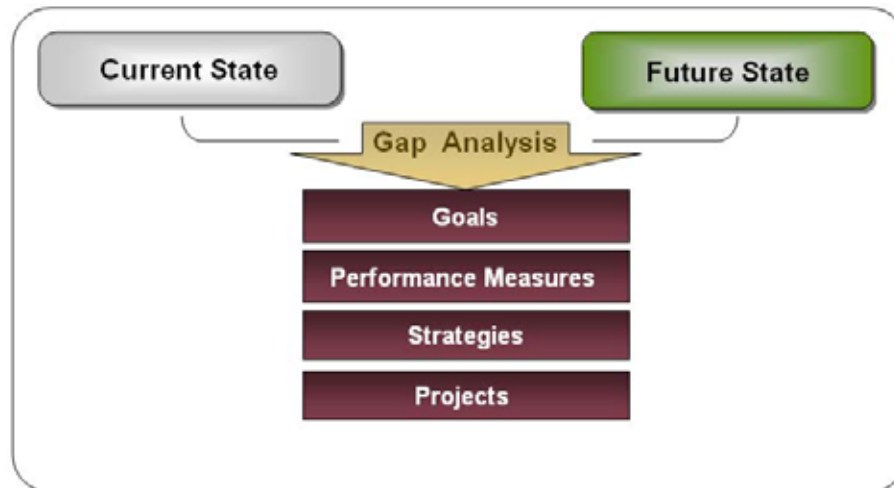 Current State
Future State
Gap Analysis
Goals
Performance Measures
Strategies
Projects